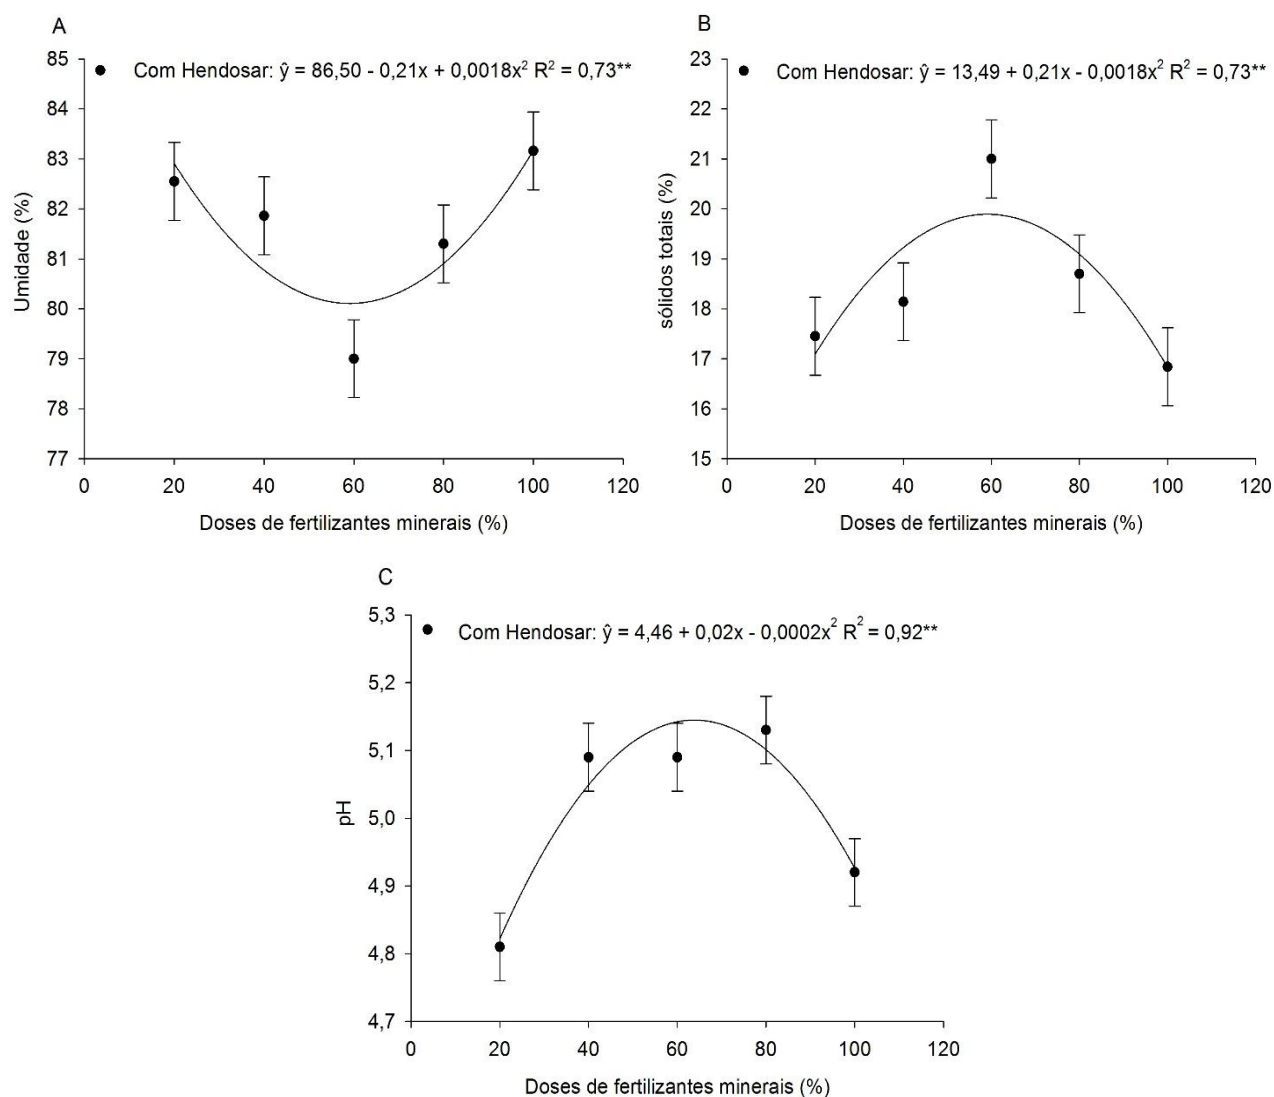 A
Com Hendosar: ŷ = 86,50 - 0,21x + 0,0018x² R² = 0,73**
85
84
83
82
81
80
79
78
77
Umidade (%)
0 20 40 60 80 100 120
Doses de fertilizantes minerais (%)
B
Com Hendosar: ŷ = 13,49 + 0,21x - 0,0018x² R² = 0,73**
23
22
21
20
19
18
17
16
15
sólidos totais (%)
0 20 40 60 80 100 120
Doses de fertilizantes minerais (%)
C
Com Hendosar: ŷ = 4,46 + 0,02x - 0,0002x² R² = 0,92**
5,3
5,2
5,1
5,0
4,9
4,8
4,7
pH
0 20 40 60 80 100 120
Doses de fertilizantes minerais (%)